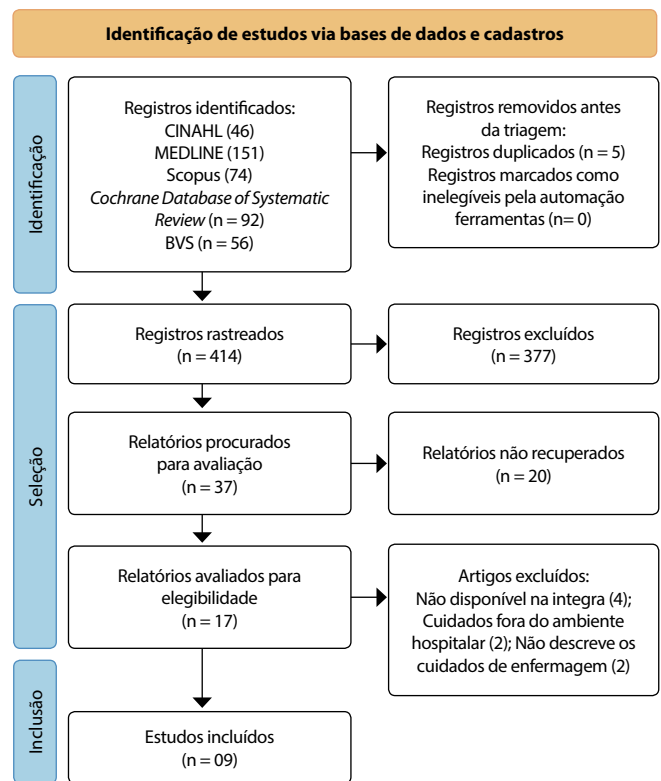 Identificação de estudos via bases de dados e cadastros
Identificação
Registros identificados:
CINAHL (46)
MEDLINE (151)
Scopus (74)
Cochrane Database of Systematic
Review (n = 92)
BVS (n = 56)
Registros removidos antes
da triagem:
Registros duplicados (n = 5)
Registros marcados como
inelegíveis pela automação
ferramentas (n= 0)
Seleção
Registros rastreados
(n = 414)
Registros excluídos
(n = 377)
Relatórios procurados
para avaliação
(n = 37)
Relatórios não recuperados
(n = 20)
Relatórios avaliados para
elegibilidade
(n = 17)
Artigos excluídos:
Não disponível na integra (4);
Cuidados fora do ambiente
hospitalar (2); Não descreve os
cuidados de enfermagem (2)
Inclusão
Estudos incluídos
(n = 09)